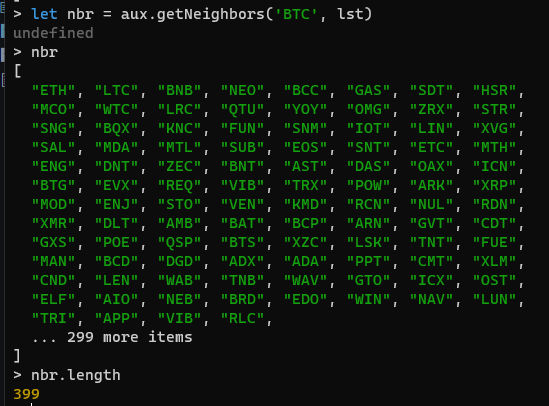 > let nbr = aux.getNeighbors('BTC', lst)
undefined
> nbr
[
"ETH", "LTC", "BNB", "NEO", "BCC", "GAS", "SDT", "HSR",
"MCO", "WTC", "LRC", "QTU", "YOY", "OMG", "ZRX", "STR",
"SNG", "BQX", "KNC", "FUN", "SNM", "IOT", "LIN", "XVG",
"SAL", "MDA", "MTL", "SUB", "EOS", "SNT", "ETC", "MTH",
"ENG", "DNT", "ZEC", "BNT", "AST", "DAS", "OAX", "ICN",
"BTG", "EVX", "REQ", "VIB", "TRX", "POW", "ARK", "XRP",
"MOD", "ENJ", "STO", "VEN", "KMD", "RCN", "NUL", "RDN",
"XMR", "DLT", "AMB", "BAT", "BCP", "ARN", "GVT", "CDT",
"GXS", "POE", "QSP", "BTS", "XZC", "LSK", "TNT", "FUE",
"MAN", "BCD", "DGD", "ADX", "ADA", "PPT", "CMT", "XLM",
"CND", "LEN", "WAB", "TNB", "WAV", "GTO", "ICX", "OST",
"ELF", "AIO", "NEB", "BRD", "EDO", "WIN", "NAV", "LUN",
"TRI", "APP", "VIB", "RLC",
... 299 more items
]
> nbr.length
399